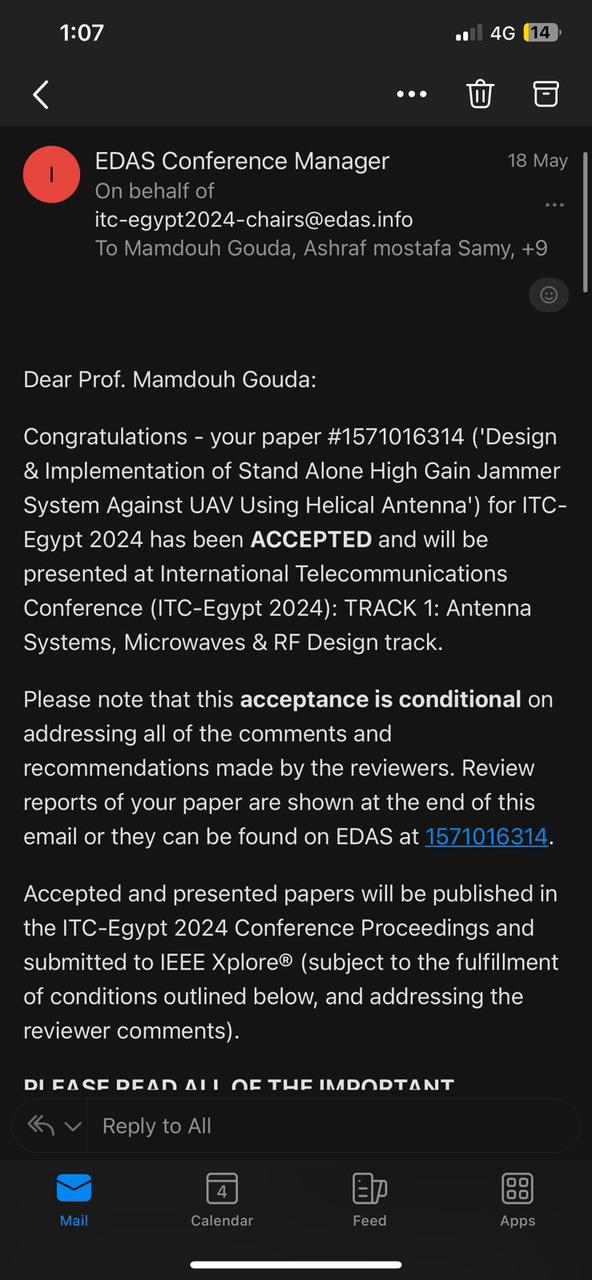 1:07
4G 14
I
EDAS Conference Manager
18 May
On behalf of
itc-egypt2024-chairs@edas.info
To Mamdouh Gouda, Ashraf mostafa Samy, +9
Dear Prof. Mamdouh Gouda:
Congratulations - your paper #1571016314 ('Design
& Implementation of Stand Alone High Gain Jammer
System Against UAV Using Helical Antenna') for ITC-
Egypt 2024 has been ACCEPTED and will be
presented at International Telecommunications
Conference (ITC-Egypt 2024): TRACK 1: Antenna
Systems, Microwaves & RF Design track.
Please note that this acceptance is conditional on
addressing all of the comments and
recommendations made by the reviewers. Review
reports of your paper are shown at the end of this
email or they can be found on EDAS at 1571016314.
Accepted and presented papers will be published in
the ITC-Egypt 2024 Conference Proceedings and
submitted to IEEE Xplore® (subject to the fulfillment
of conditions outlined below, and addressing the
reviewer comments).
PLEASE READ ALL OF THE IMPORTANT
Reply to All
4
Mail
Calendar
Feed
Apps